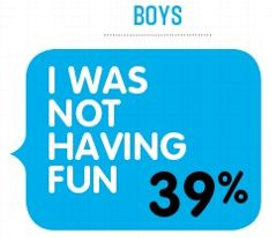 BOYS
I WAS
NOT
HAVING
FUN 39%